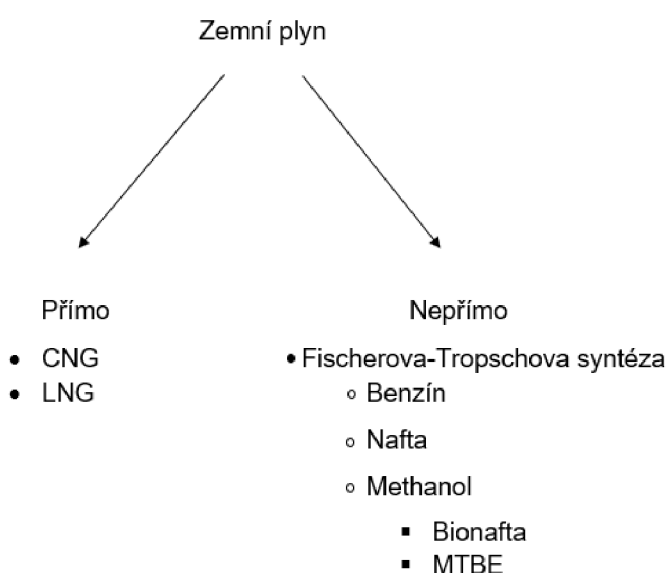 Zemní plyn
Přímo
• CNG
• LNG
Nepřímo
• Fischerova-Tropschova syntéza
○ Benzín
○ Nafta
○ Methanol
▪ Bionafta
▪ MTBE